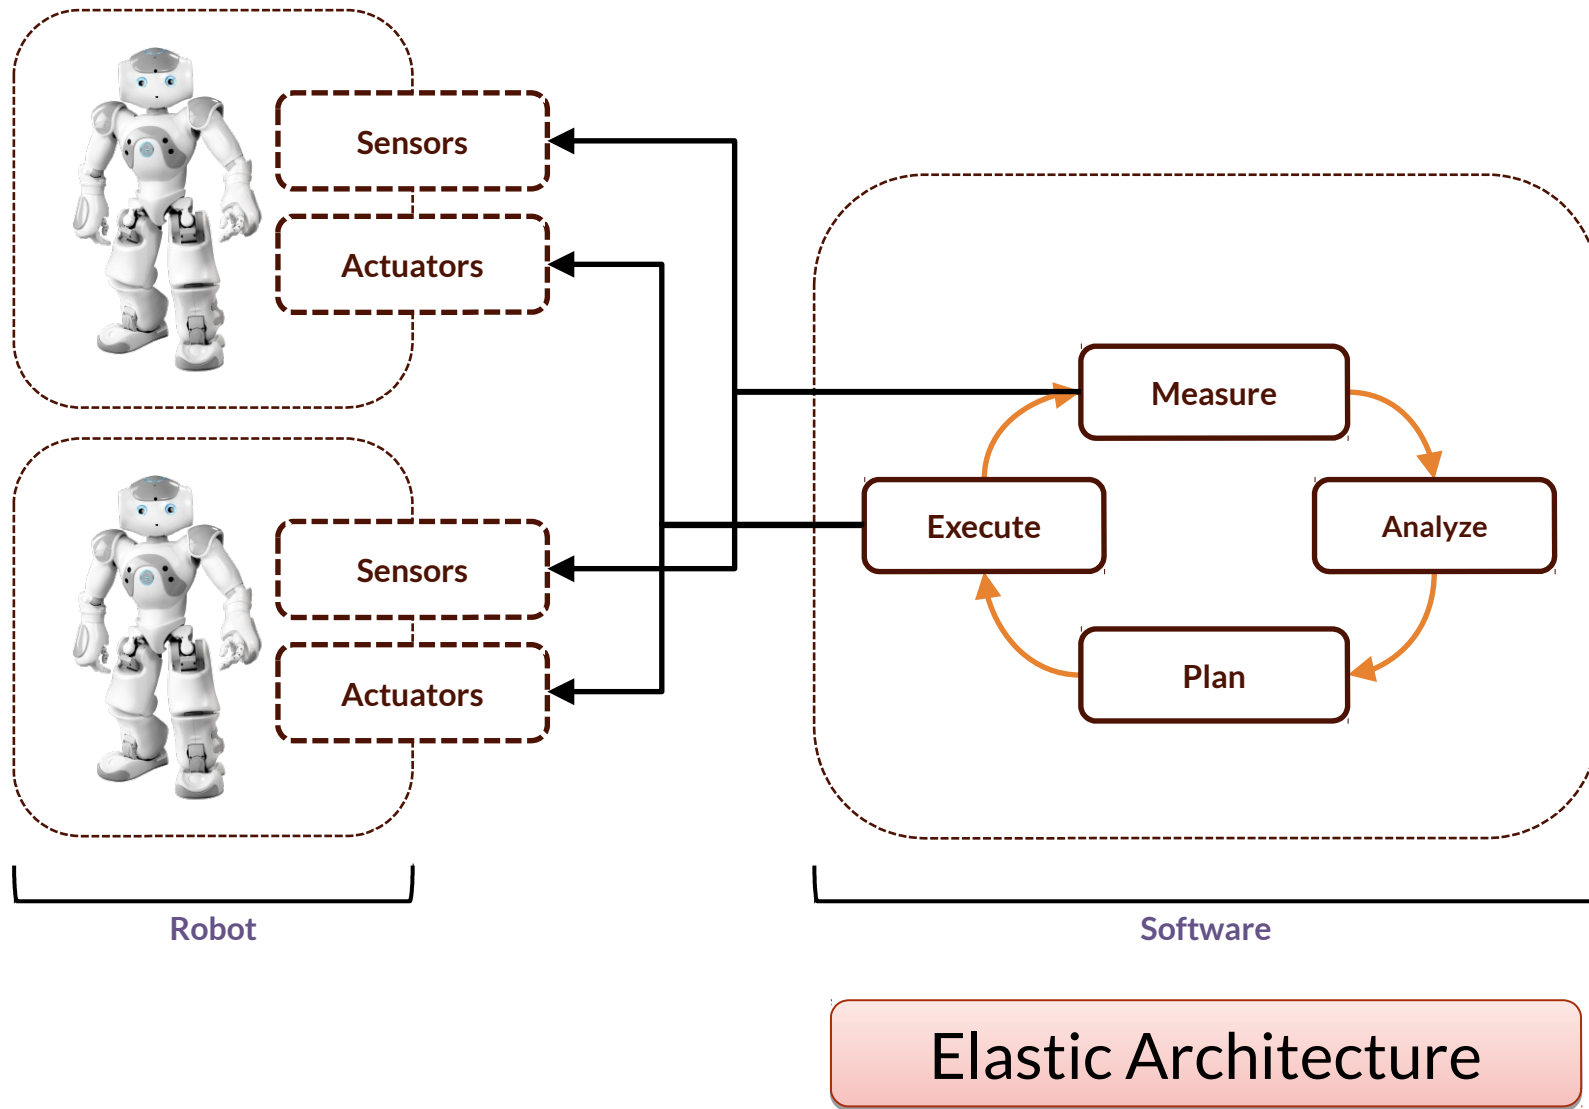 Sensors
Actuators
Measure
Execute
Analyze
Sensors
Plan
Actuators
Robot
Software
Elastic Architecture